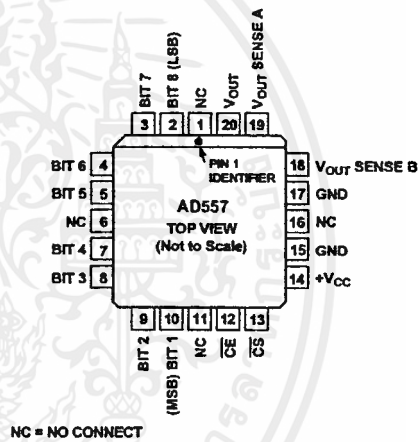 BIT 7
BIT 8 (LSB)
NC
VOUT
VOUT SENSE A
3
2
1
20
19
PIN 1
IDENTIFIER
BIT 6 4
BIT 5 5
NC 6
BIT 4 7
BIT 3 8
AD557
TOP VIEW
(Not to Scale)
18 VOUT SENSE B
17 GND
16 NC
15 GND
14 +VCC
9
10
11
12
13
BIT 2
(MSB) BIT 1
NC
CE
CS
NC = NO CONNECT